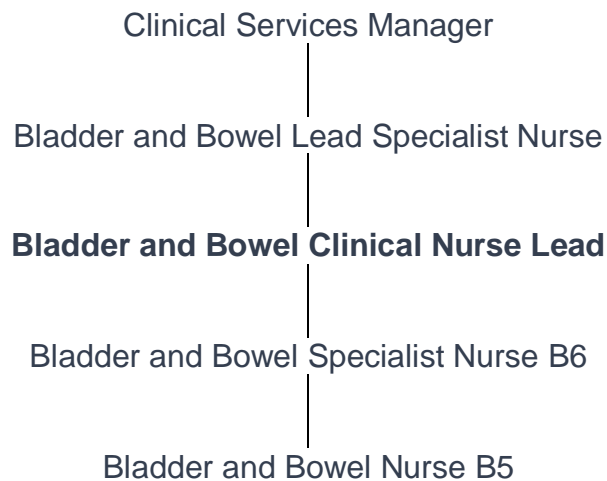 Clinical Services Manager
Bladder and Bowel Lead Specialist Nurse
Bladder and Bowel Clinical Nurse Lead
Bladder and Bowel Specialist Nurse B6
Bladder and Bowel Nurse B5